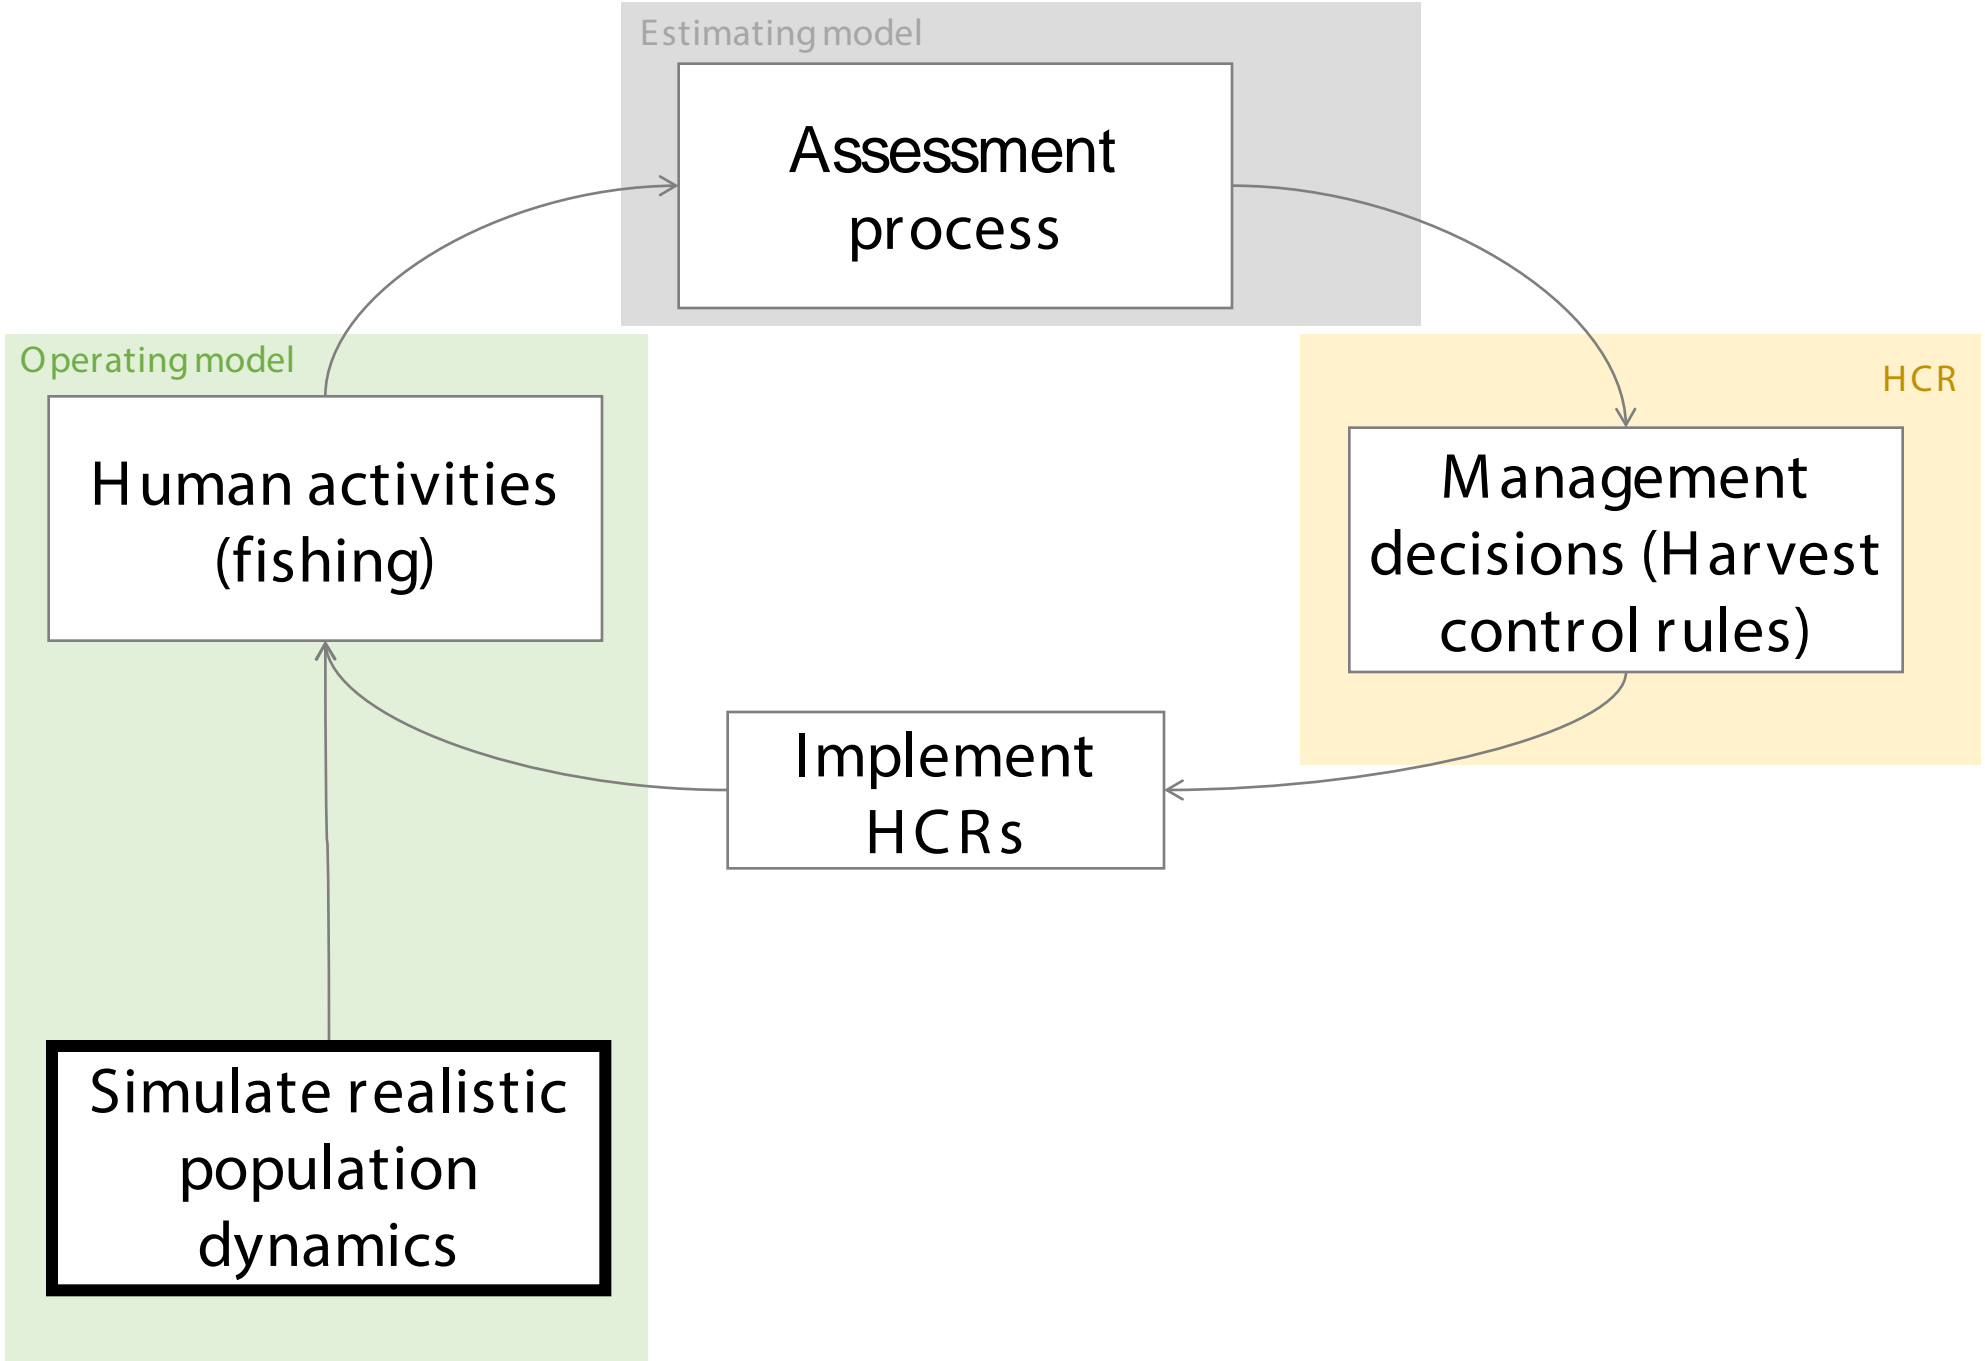 Estimating model
Assessment
process
Operating model
Human activities
(fishing)
HCR
Management
decisions (Harvest
control rules)
Implement
HCRs
Simulate realistic
population
dynamics